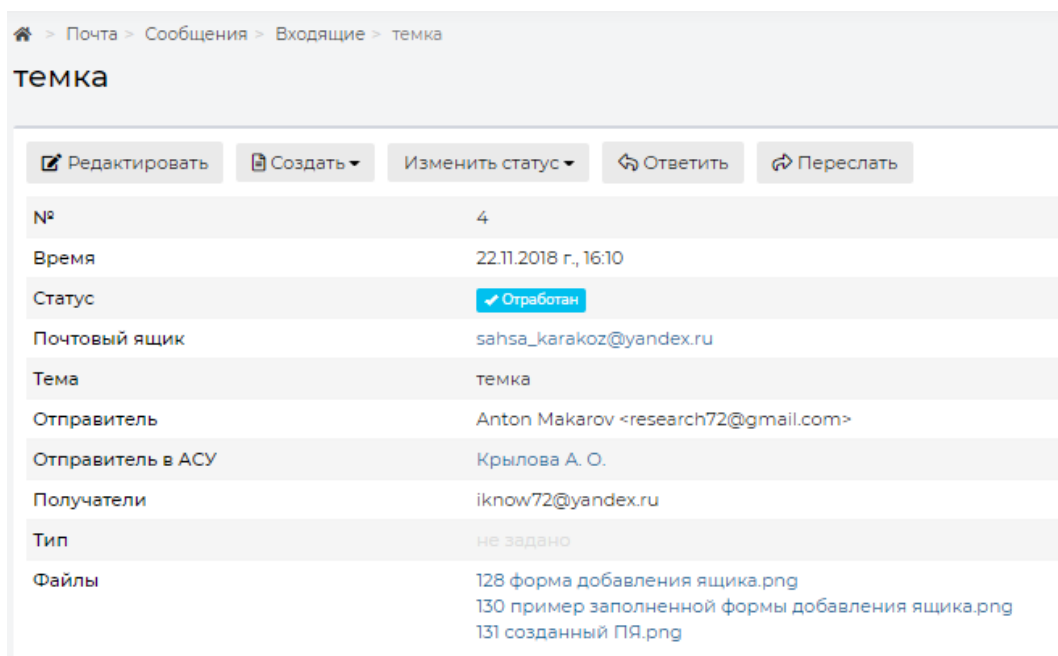 > Почта > Сообщения > Входящие > темка
темка
Редактировать Создать Изменить статус Ответить Переслать
№ 4
Время 22.11.2018 г., 16:10
Статус Отработан
Почтовый ящик sahsa_karakoz@yandex.ru
Тема темка
Отправитель Anton Makarov <research72@gmail.com>
Отправитель в АСУ Крылова А. О.
Получатели iknow72@yandex.ru
Тип не задано
Файлы 128 форма добавления ящика.png
130 пример заполненной формы добавления ящика.png
131 созданный ПЯ.png